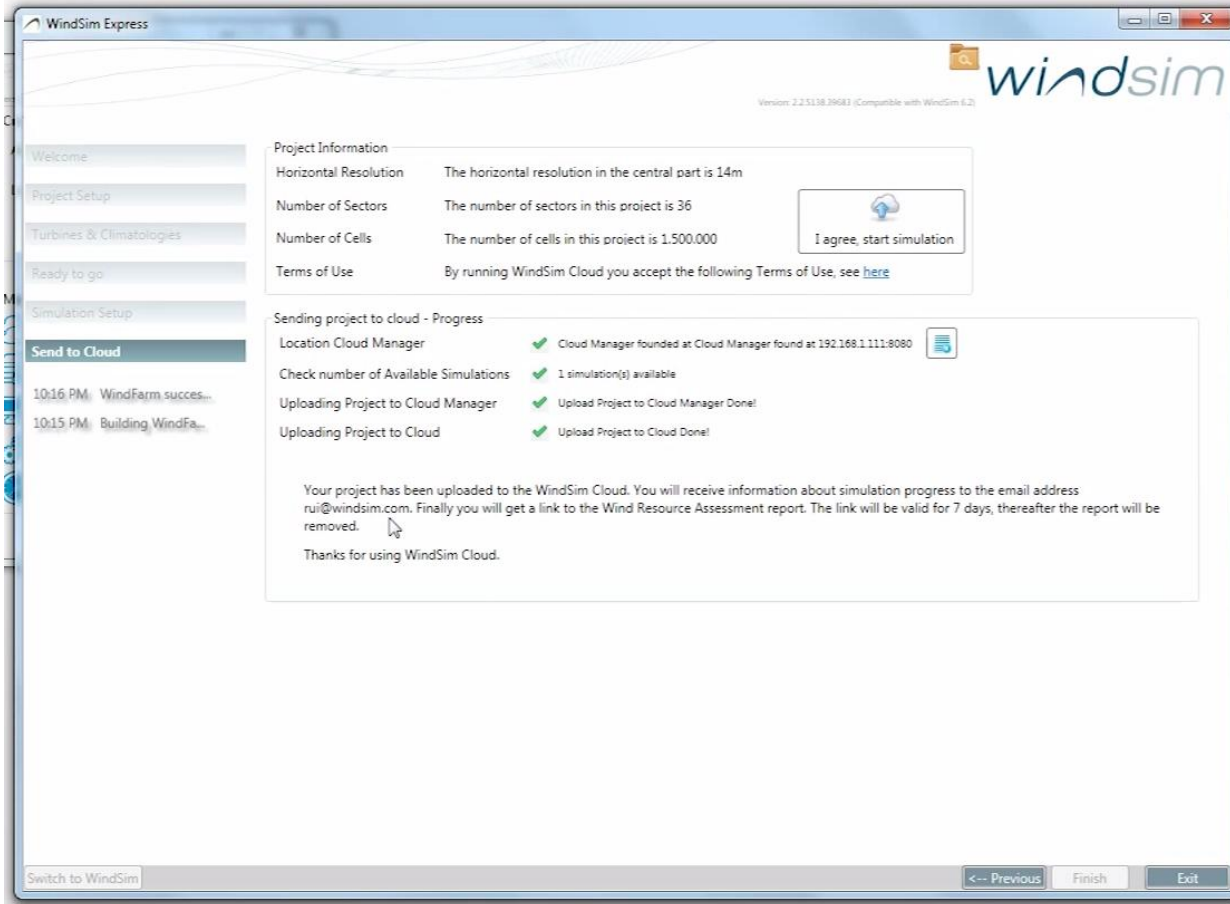 WindSim Express
windsim
Version: 2.2.5138.39683 (Compatible with WindSim 6.2)
Welcome
Project Setup
Turbines & Climatologies
Ready to go
Simulation Setup
Send to Cloud
10:16 PM WindFarm succes...
10:15 PM Building WindFa...
Project Information
Horizontal Resolution The horizontal resolution in the central part is 14m
Number of Sectors The number of sectors in this project is 36
Number of Cells The number of cells in this project is 1.500.000
I agree, start simulation
Terms of Use By running WindSim Cloud you accept the following Terms of Use, see here
Sending project to cloud - Progress
Location Cloud Manager Cloud Manager founded at Cloud Manager found at 192.168.1.111:8080
Check number of Available Simulations 1 simulation(s) available
Uploading Project to Cloud Manager Upload Project to Cloud Manager Done!
Uploading Project to Cloud Upload Project to Cloud Done!
Your project has been uploaded to the WindSim Cloud. You will receive information about simulation progress to the email address
rui@windsim.com. Finally you will get a link to the Wind Resource Assessment report. The link will be valid for 7 days, thereafter the report will be
removed.
Thanks for using WindSim Cloud.
Switch to WindSim
<-- Previous
Finish
Exit